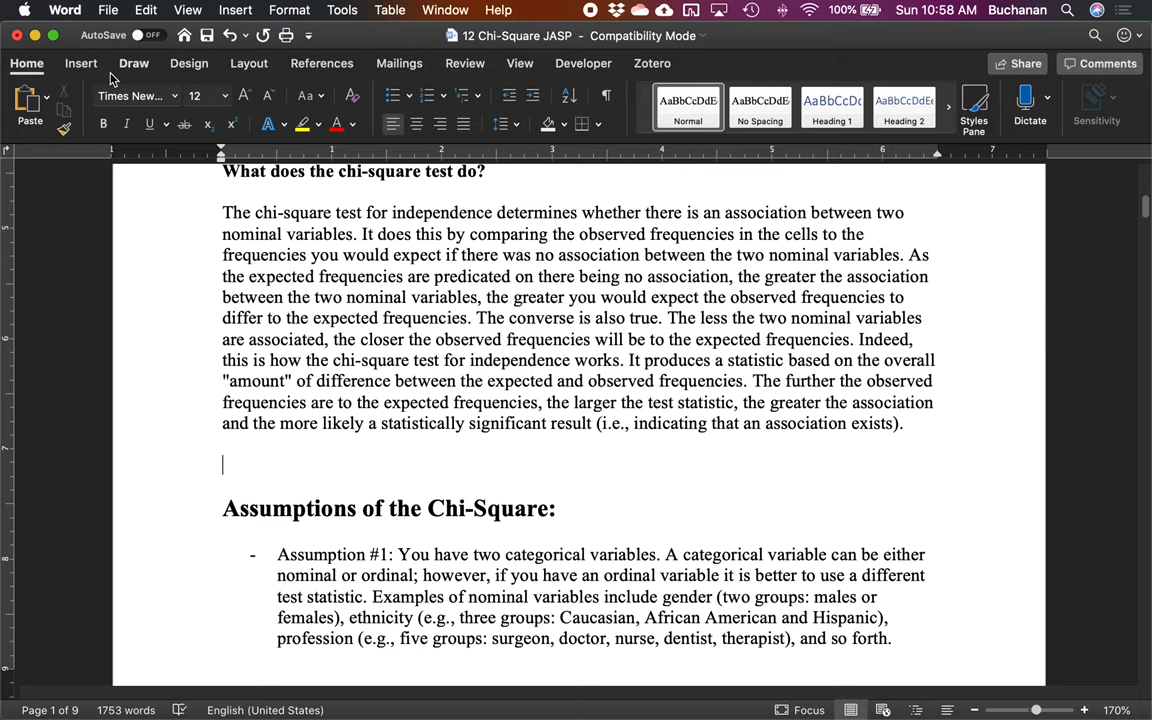 Word File Edit View Insert Format Tools Table Window Help 100% Sun 10:58 AM Buchanan
AutoSave OFF 12 Chi-Square JASP - Compatibility Mode
Home Insert Draw Design Layout References Mailings Review View Developer Zotero Share Comments
Times New... 12 Aa AaBbCcDdE AaBbCcDdE AaBbCcDc AaBbCcDdE
Paste B I U ab x x A A Normal No Spacing Heading 1 Heading 2 Styles Pane Dictate Sensitivity
1 1 2 3 4 5 6 7
What does the chi-square test do?
The chi-square test for independence determines whether there is an association between two
nominal variables. It does this by comparing the observed frequencies in the cells to the
frequencies you would expect if there was no association between the two nominal variables. As
the expected frequencies are predicated on there being no association, the greater the association
between the two nominal variables, the greater you would expect the observed frequencies to
differ to the expected frequencies. The converse is also true. The less the two nominal variables
are associated, the closer the observed frequencies will be to the expected frequencies. Indeed,
this is how the chi-square test for independence works. It produces a statistic based on the overall
"amount" of difference between the expected and observed frequencies. The further the observed
frequencies are to the expected frequencies, the larger the test statistic, the greater the association
and the more likely a statistically significant result (i.e., indicating that an association exists).
Assumptions of the Chi-Square:
- Assumption #1: You have two categorical variables. A categorical variable can be either
nominal or ordinal; however, if you have an ordinal variable it is better to use a different
test statistic. Examples of nominal variables include gender (two groups: males or
females), ethnicity (e.g., three groups: Caucasian, African American and Hispanic),
profession (e.g., five groups: surgeon, doctor, nurse, dentist, therapist), and so forth.
Page 1 of 9 1753 words English (United States) Focus 170%